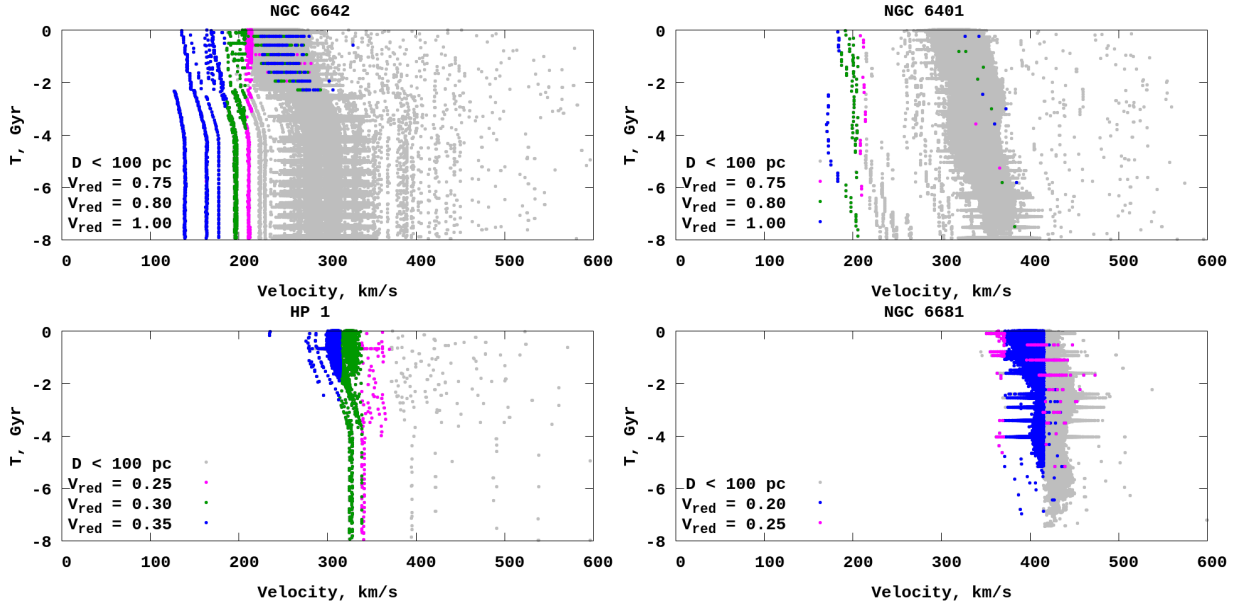 NGC 6642
0
-2
-4
-6
-8
T, Gyr
D < 100 pc
Vred = 0.75
Vred = 0.80
Vred = 1.00
0 100 200 300 400 500 600
Velocity, km/s
NGC 6401
0
-2
-4
-6
-8
T, Gyr
D < 100 pc
Vred = 0.75
Vred = 0.80
Vred = 1.00
0 100 200 300 400 500 600
Velocity, km/s
HP 1
0
-2
-4
-6
-8
T, Gyr
D < 100 pc
Vred = 0.25
Vred = 0.30
Vred = 0.35
0 100 200 300 400 500 600
Velocity, km/s
NGC 6681
0
-2
-4
-6
-8
T, Gyr
D < 100 pc
Vred = 0.20
Vred = 0.25
0 100 200 300 400 500 600
Velocity, km/s